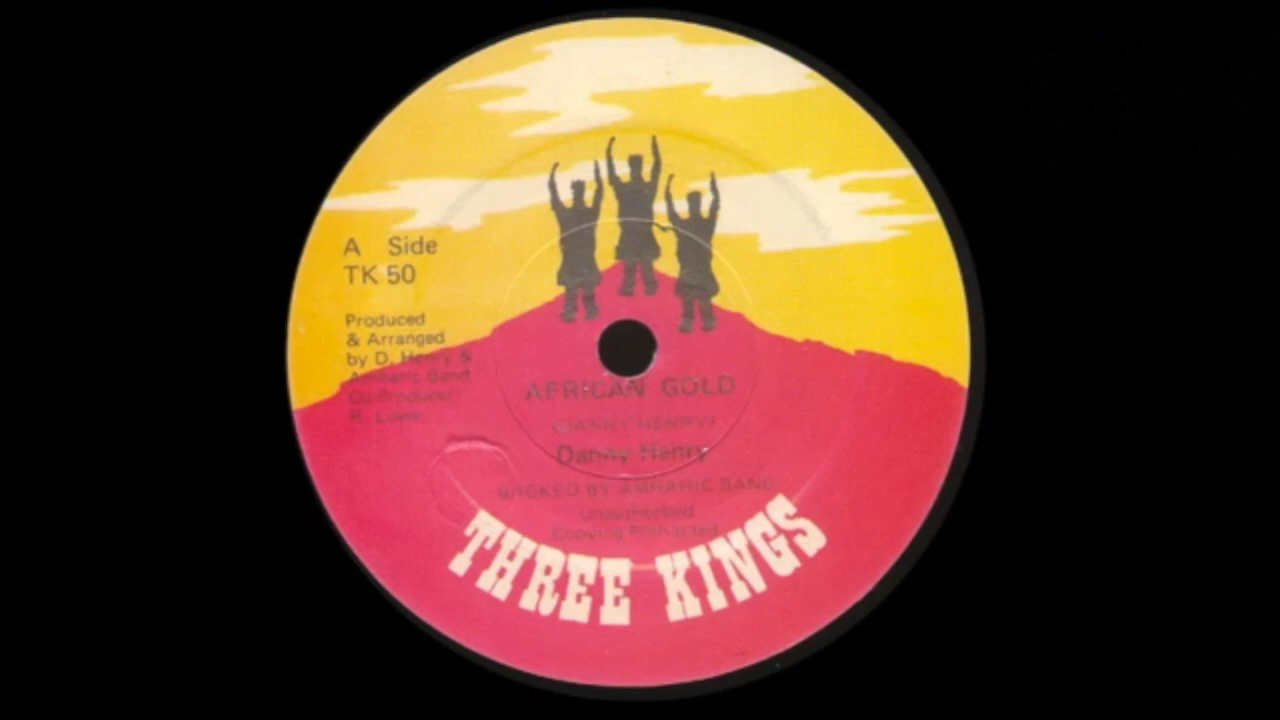 A Side
TK 50
Produced
& Arranged
by D. Henry &
Amharic Band
Co Producer
R.
AFRICAN GOLD
(DANNY HENRY)
Danny Henry
BACKED BY AMHARIC BAND
Unauthorised
Copying Prohibited
THREE KINGS